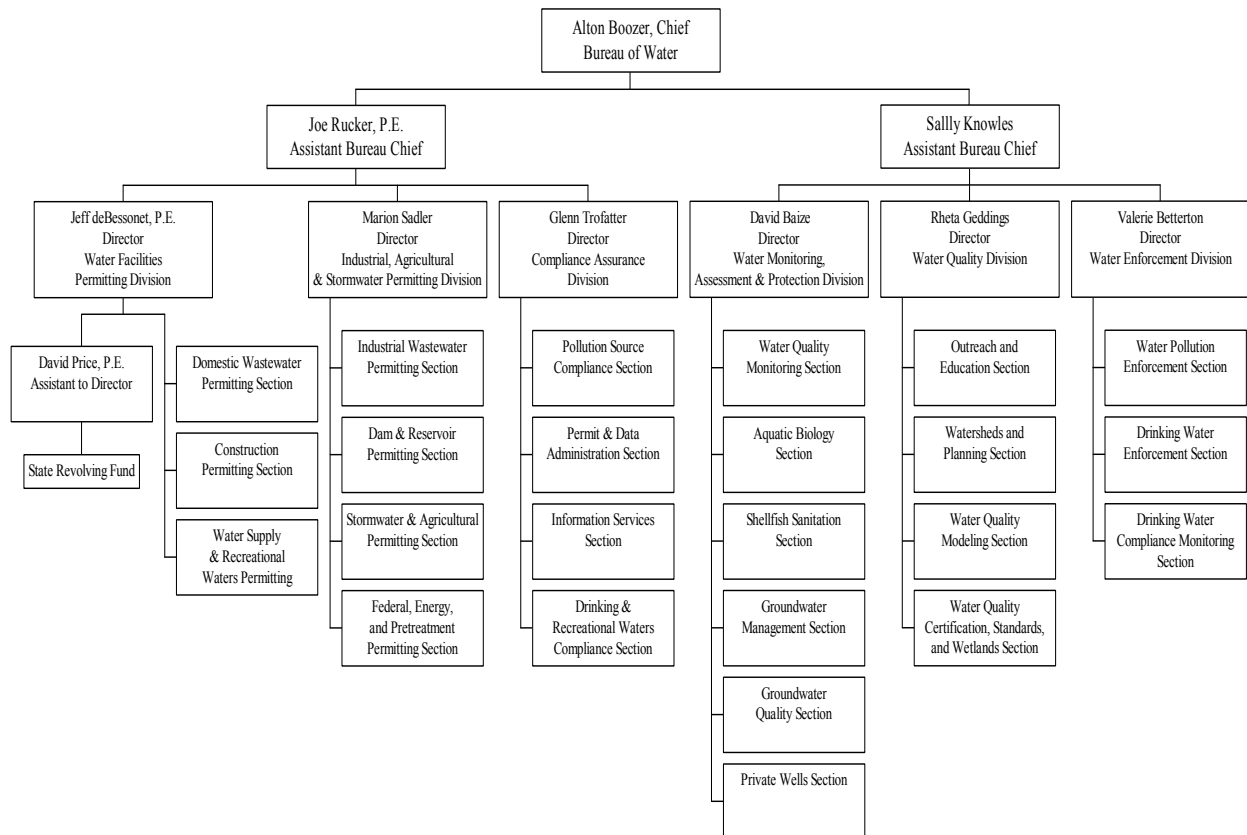 Alton Boozer, Chief
Bureau of Water
Joe Rucker, P.E.
Assistant Bureau Chief
Sallly Knowles
Assistant Bureau Chief
Jeff deBessonet, P.E.
Director
Water Facilities
Permitting Division
Marion Sadler
Director
Industrial, Agricultural
& Stormwater Permitting Division
Glenn Trofatter
Director
Compliance Assurance
Division
David Baize
Director
Water Monitoring,
Assessment & Protection Division
Rheta Geddings
Director
Water Quality Division
Valerie Betterton
Director
Water Enforcement Division
David Price, P.E.
Assistant to Director
State Revolving Fund
Domestic Wastewater
Permitting Section
Construction
Permitting Section
Water Supply
& Recreational
Waters Permitting
Industrial Wastewater
Permitting Section
Dam & Reservoir
Permitting Section
Stormwater & Agricultural
Permitting Section
Federal, Energy,
and Pretreatment
Permitting Section
Pollution Source
Compliance Section
Permit & Data
Administration Section
Information Services
Section
Drinking &
Recreational Waters
Compliance Section
Water Quality
Monitoring Section
Aquatic Biology
Section
Shellfish Sanitation
Section
Groundwater
Management Section
Groundwater
Quality Section
Private Wells Section
Outreach and
Education Section
Watersheds and
Planning Section
Water Quality
Modeling Section
Water Quality
Certification, Standards,
and Wetlands Section
Water Pollution
Enforcement Section
Drinking Water
Enforcement Section
Drinking Water
Compliance Monitoring
Section